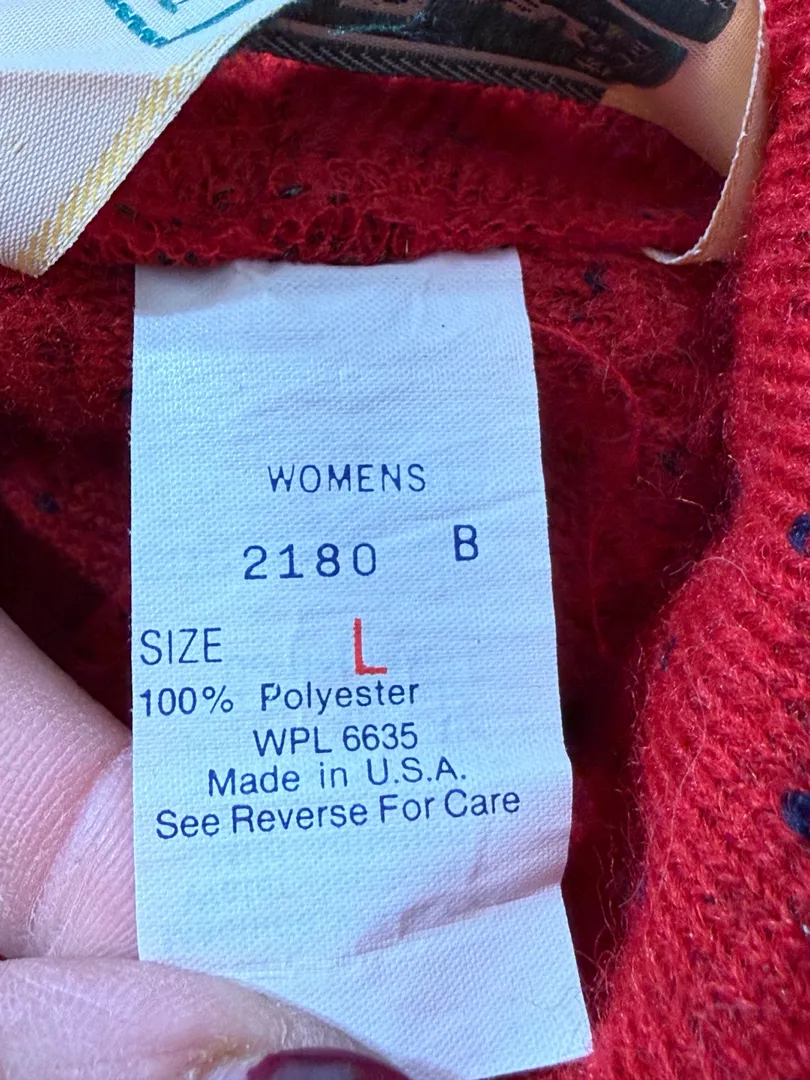 WOMENS
2180 B
SIZE L
100% Polyester
WPL 6635
Made in U.S.A.
See Reverse For Care